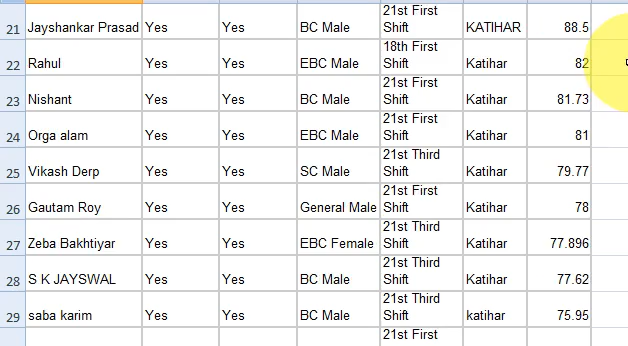 21 Jayshankar Prasad Yes Yes BC Male 21st First Shift KATIHAR 88.5
22 Rahul Yes Yes EBC Male 18th First Shift Katihar 82
23 Nishant Yes Yes BC Male 21st First Shift Katihar 81.73
24 Orga alam Yes Yes EBC Male 21st First Shift Katihar 81
25 Vikash Derp Yes Yes SC Male 21st Third Shift Katihar 79.77
26 Gautam Roy Yes Yes General Male 21st First Shift Katihar 78
27 Zeba Bakhtiyar Yes Yes EBC Female 21st Third Shift Katihar 77.896
28 S K JAYSWAL Yes Yes BC Male 21st Third Shift Katihar 77.62
29 saba karim Yes Yes BC Male 21st Third Shift katihar 75.95
21st First